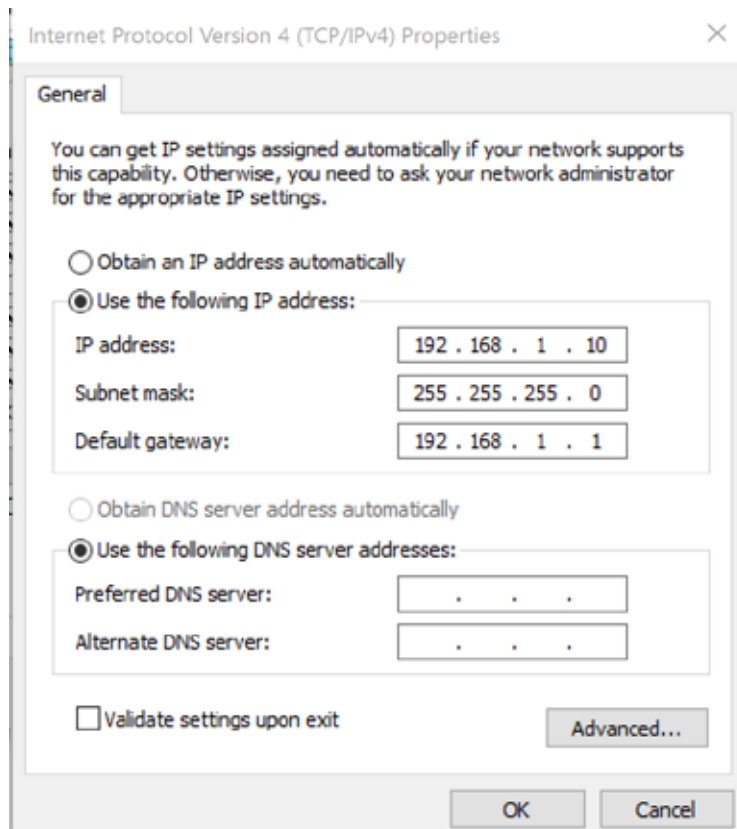 Internet Protocol Version 4 (TCP/IPv4) Properties
General
You can get IP settings assigned automatically if your network supports
this capability. Otherwise, you need to ask your network administrator
for the appropriate IP settings.
Obtain an IP address automatically
Use the following IP address:
IP address: 192 . 168 . 1 . 10
Subnet mask: 255 . 255 . 255 . 0
Default gateway: 192 . 168 . 1 . 1
Obtain DNS server address automatically
Use the following DNS server addresses:
Preferred DNS server: . . .
Alternate DNS server: . . .
Validate settings upon exit
Advanced...
OK Cancel